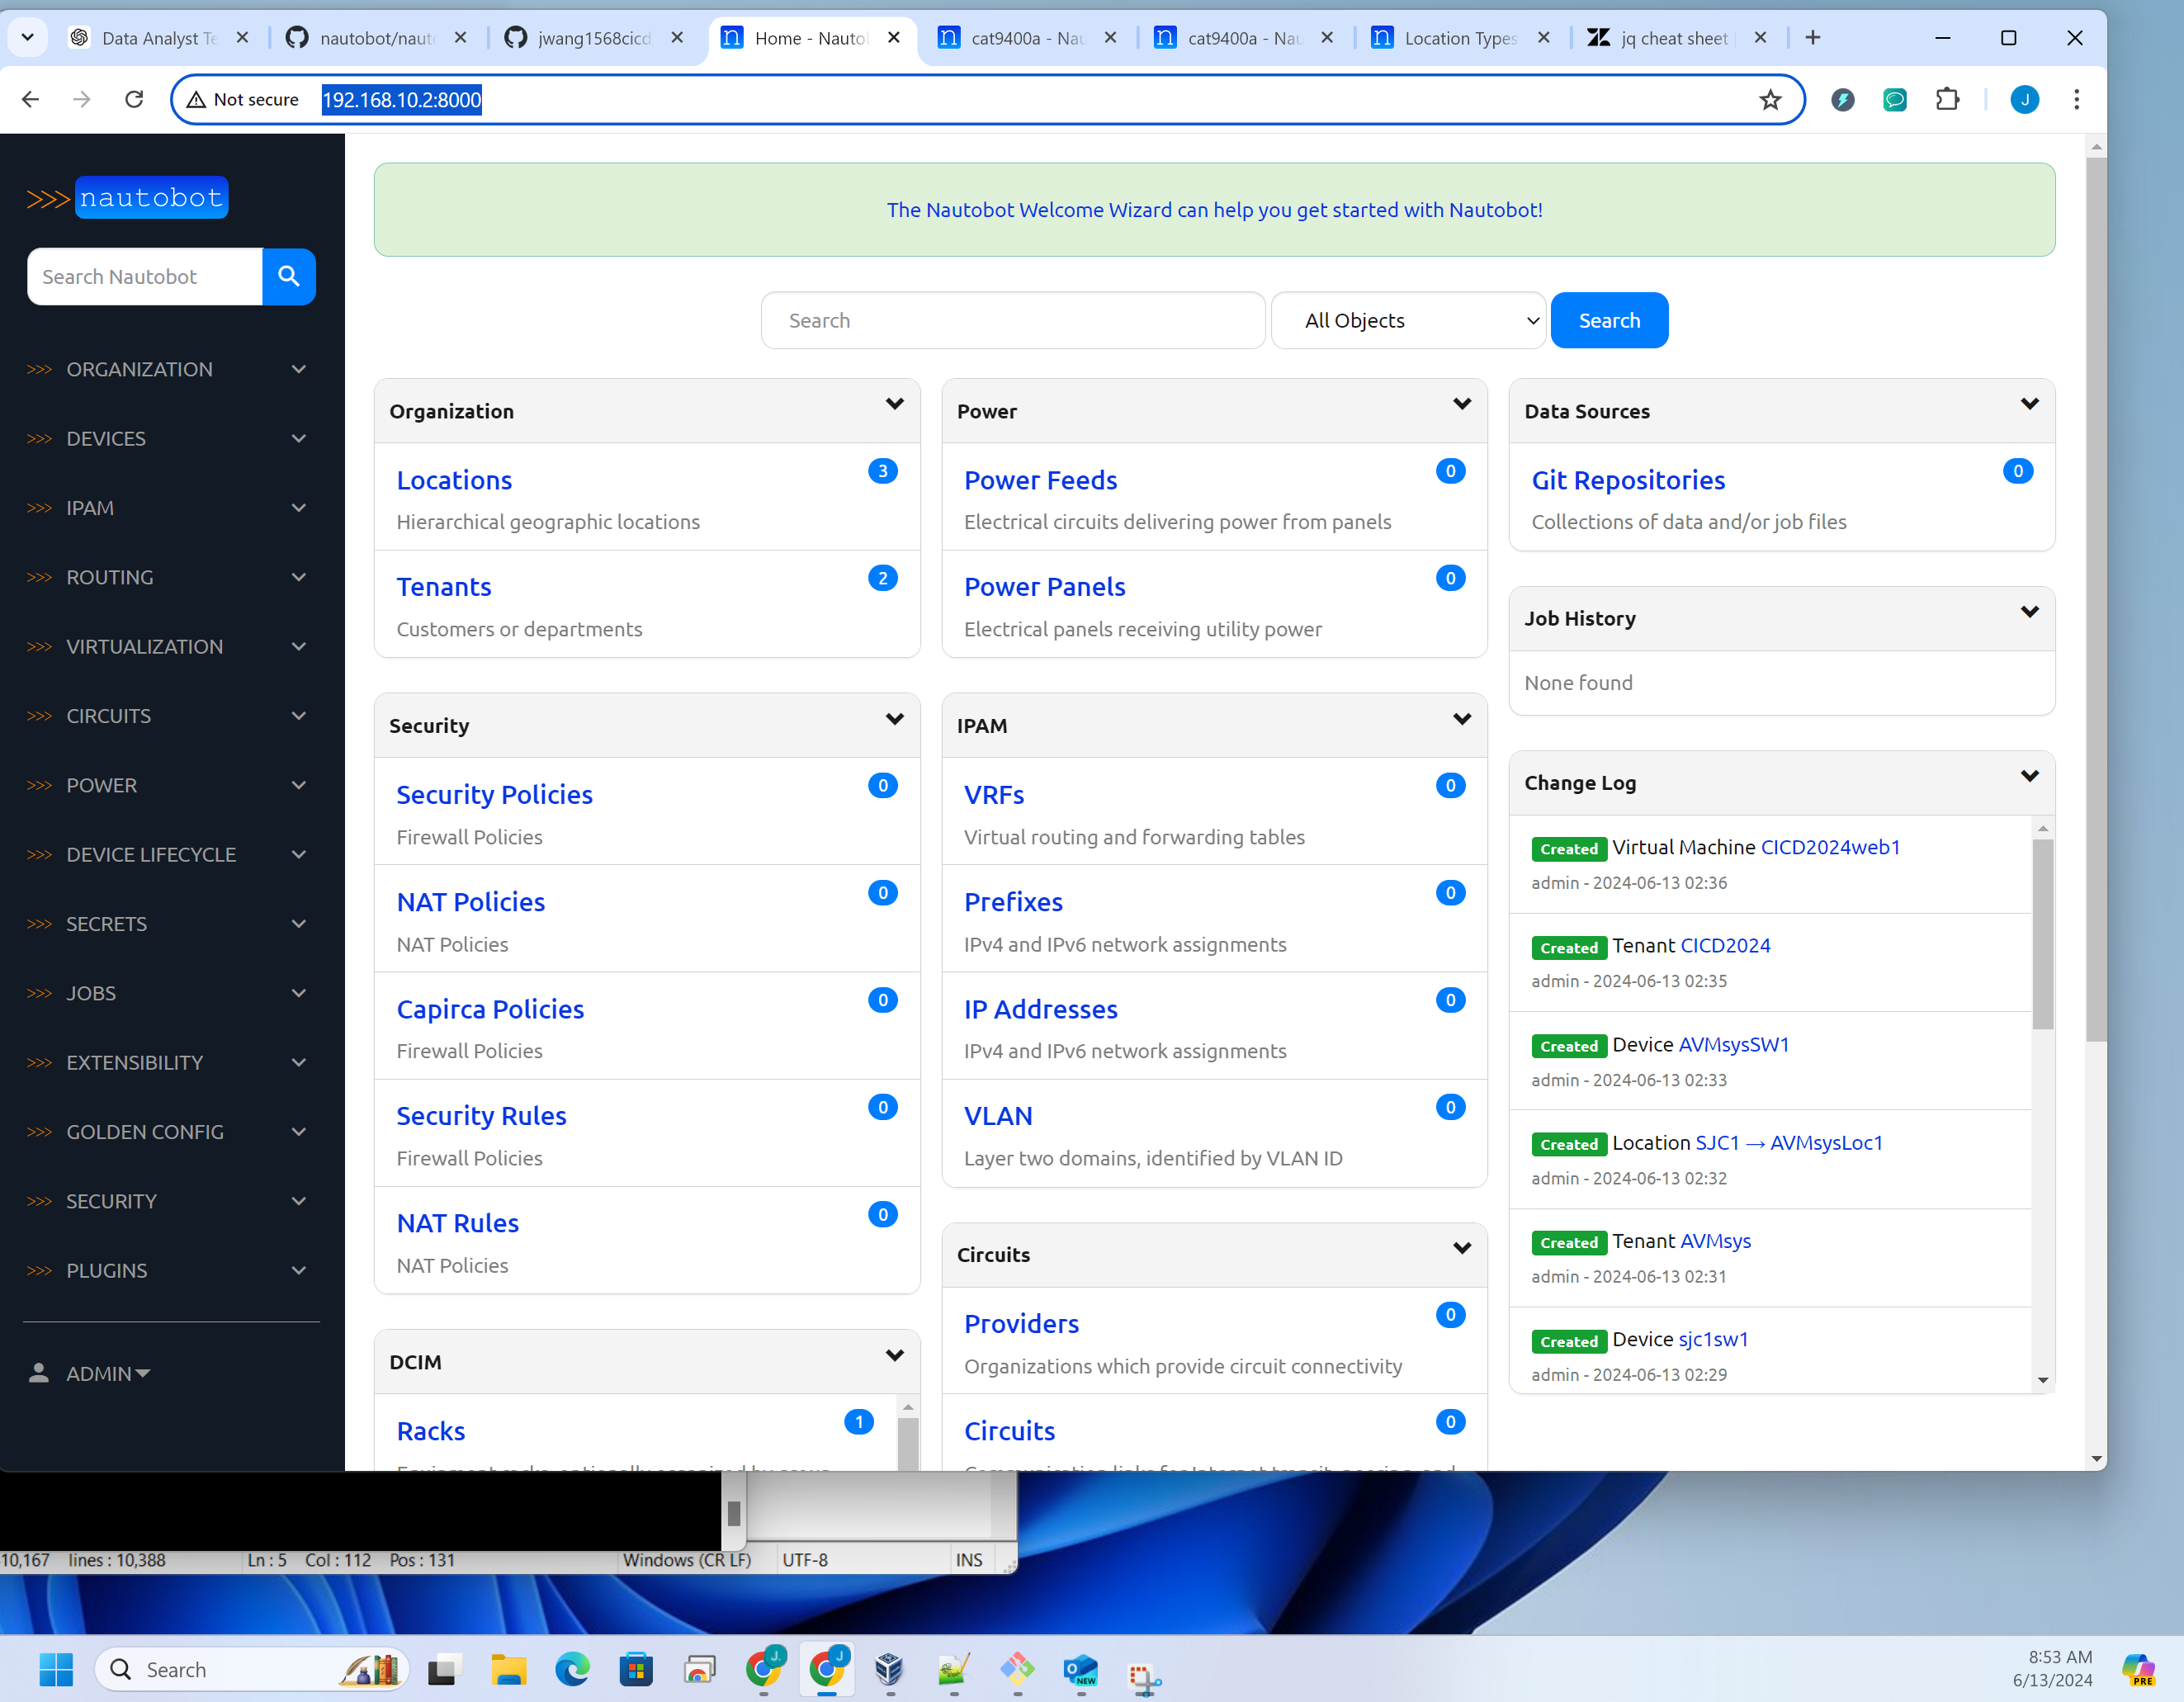 Data Analyst Te
nautobot/nauto
jwang1568cicd
Home - Nautol
cat9400a - Nau
cat9400a - Nau
Location Types
jq cheat sheet
Not secure
192.168.10.2:8000
J
>>> nautobot
Search Nautobot
>>> ORGANIZATION
>>> DEVICES
>>> IPAM
>>> ROUTING
>>> VIRTUALIZATION
>>> CIRCUITS
>>> POWER
>>> DEVICE LIFECYCLE
>>> SECRETS
>>> JOBS
>>> EXTENSIBILITY
>>> GOLDEN CONFIG
>>> SECURITY
>>> PLUGINS
ADMIN
The Nautobot Welcome Wizard can help you get started with Nautobot!
Search
All Objects
Search
Organization
Locations 3
Hierarchical geographic locations
Tenants 2
Customers or departments
Security
Security Policies 0
Firewall Policies
NAT Policies 0
NAT Policies
Capirca Policies 0
Firewall Policies
Security Rules 0
Firewall Policies
NAT Rules 0
NAT Policies
DCIM
Racks 1
Power
Power Feeds 0
Electrical circuits delivering power from panels
Power Panels 0
Electrical panels receiving utility power
IPAM
VRFs 0
Virtual routing and forwarding tables
Prefixes 0
IPv4 and IPv6 network assignments
IP Addresses 0
IPv4 and IPv6 network assignments
VLAN 0
Layer two domains, identified by VLAN ID
Circuits
Providers 0
Organizations which provide circuit connectivity
Circuits 0
Data Sources
Git Repositories 0
Collections of data and/or job files
Job History
None found
Change Log
Created Virtual Machine CICD2024web1
admin - 2024-06-13 02:36
Created Tenant CICD2024
admin - 2024-06-13 02:35
Created Device AVMsysSW1
admin - 2024-06-13 02:33
Created Location SJC1 → AVMsysLoc1
admin - 2024-06-13 02:32
Created Tenant AVMsys
admin - 2024-06-13 02:31
Created Device sjc1sw1
admin - 2024-06-13 02:29
10,167 lines : 10,388 Ln : 5 Col : 112 Pos : 131 Windows (CR LF) UTF-8 INS
Search
J.
J
NEW
8:53 AM
6/13/2024
PRE